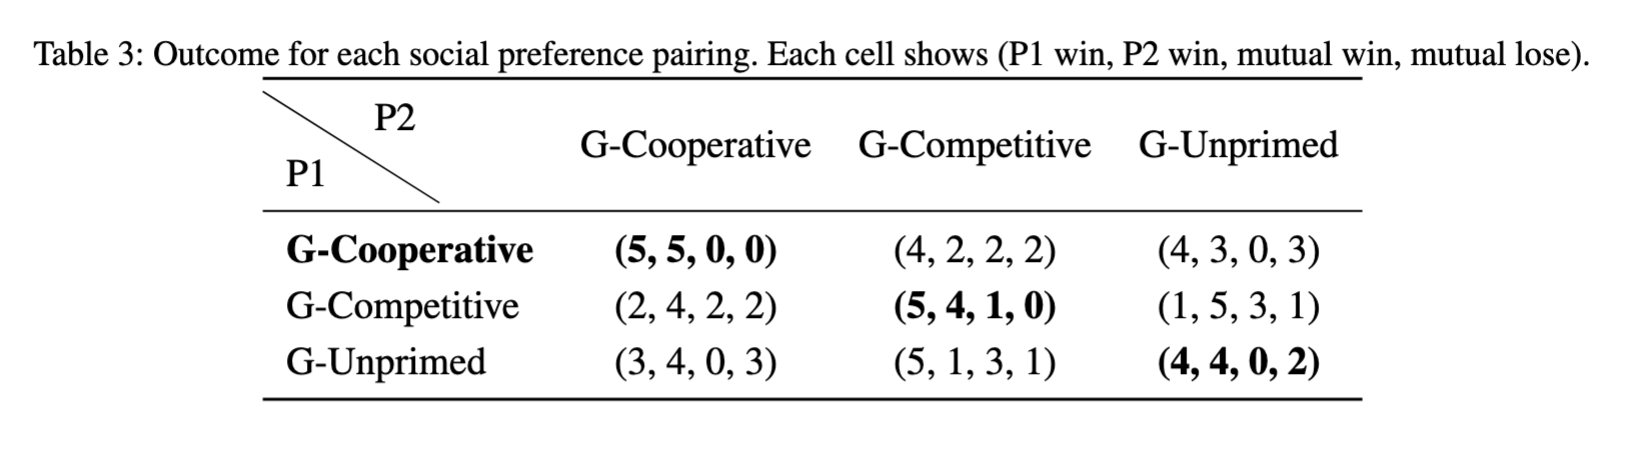 Table 3: Outcome for each social preference pairing. Each cell shows (P1 win, P2 win, mutual win, mutual lose).
P2
P1
G-Cooperative G-Competitive G-Unprimed
G-Cooperative (5, 5, 0, 0) (4, 2, 2, 2) (4, 3, 0, 3)
G-Competitive (2, 4, 2, 2) (5, 4, 1, 0) (1, 5, 3, 1)
G-Unprimed (3, 4, 0, 3) (5, 1, 3, 1) (4, 4, 0, 2)